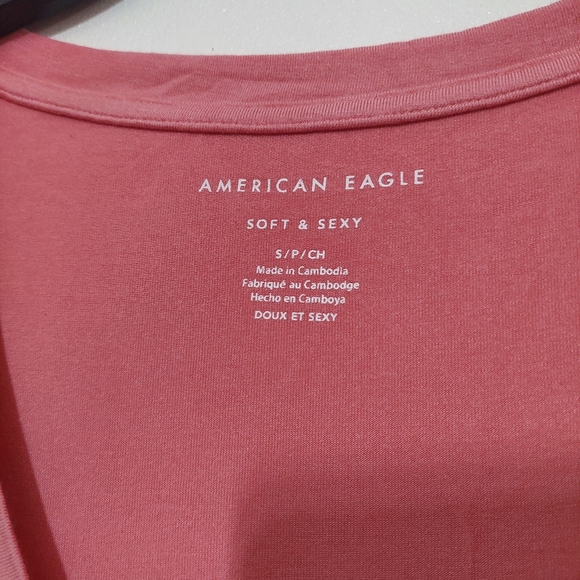 AMERICAN EAGLE
SOFT & SEXY
S/P/CH
Made in Cambodia
Fabriqué au Cambodge
Hecho en Camboya
DOUX ET SEXY